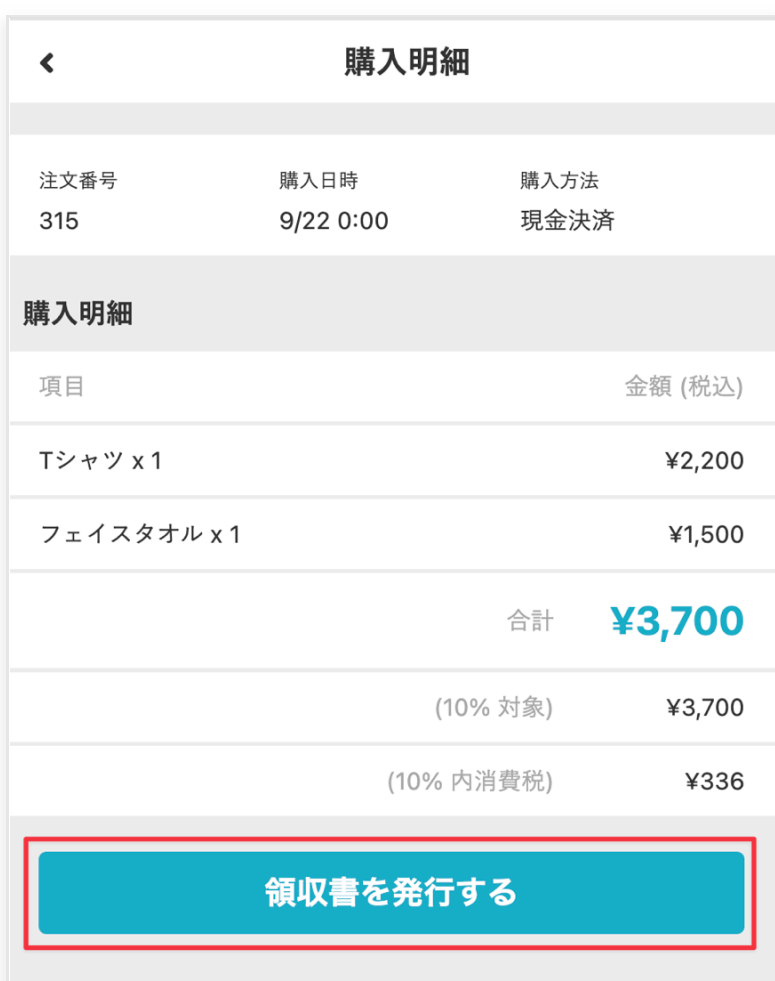 購入明細
注文番号 購入日時 購入方法
315 9/22 0:00 現金決済
購入明細
項目 金額 (税込)
Tシャツ x 1 ¥2,200
フェイスタオル x 1 ¥1,500
合計 ¥3,700
(10% 対象) ¥3,700
(10% 内消費税) ¥336
領収書を発行する